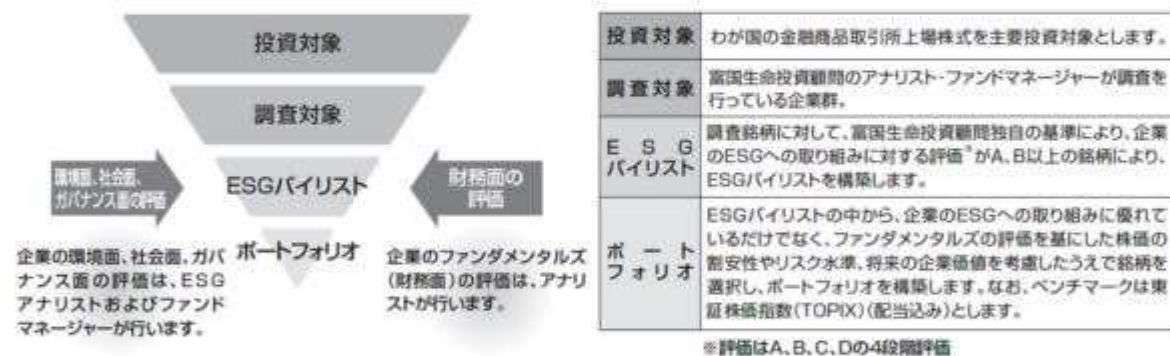 投資対象
調査対象
ESGバイリスト
ポートフォリオ
環境面、社会面、
ガバナンス面の評価
財務面の
評価
企業の環境面、社会面、ガバ
ナンス面の評価は、ESG
アナリストおよびファンド
マネージャーが行います。
企業のファンダメンタルズ
(財務面)の評価は、アナリ
ストが行います。
投資対象
わが国の金融商品取引所上場株式を主要投資対象とします。
調査対象
富国生命投資顧問のアナリスト・ファンドマネージャーが調査を
行っている企業群。
ESG
バイリスト
調査銘柄に対して、富国生命投資顧問独自の基準により、企業
のESGへの取り組みに対する評価※がA、B以上の銘柄により、
ESGバイリストを構築します。
ポート
フォリオ
ESGバイリストの中から、企業のESGへの取り組みに優れて
いるだけでなく、ファンダメンタルズの評価を基にした株価の
割安性やリスク水準、将来の企業価値を考慮したうえで銘柄を
選択し、ポートフォリオを構築します。なお、ベンチマークは東
証株価指数(TOPIX)(配当込み)とします。
※評価はA、B、C、Dの4段階評価